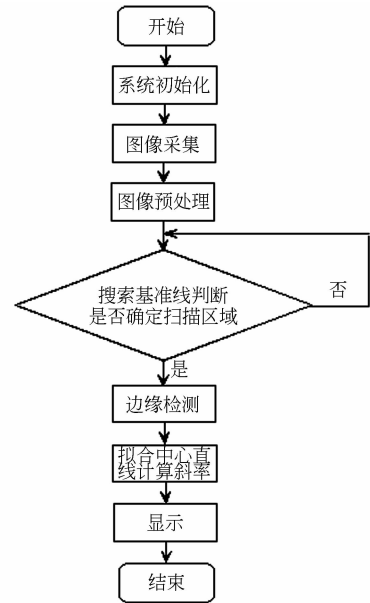 开始
系统初始化
图像采集
图像预处理
搜索基准线判断
是否确定扫描区域
否
是
边缘检测
拟合中心直
线计算斜率
显示
结束